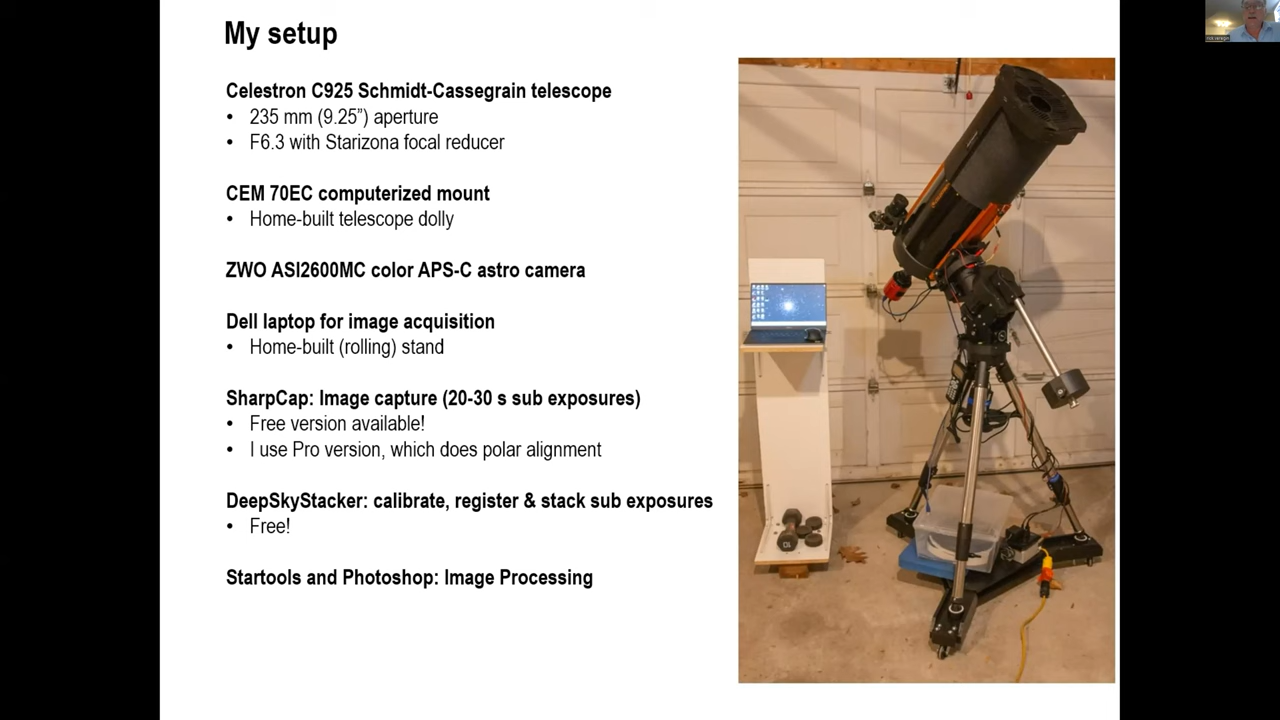 My setup
Celestron C925 Schmidt-Cassegrain telescope
• 235 mm (9.25”) aperture
• F6.3 with Starizona focal reducer
CEM 70EC computerized mount
• Home-built telescope dolly
ZWO ASI2600MC color APS-C astro camera
Dell laptop for image acquisition
• Home-built (rolling) stand
SharpCap: Image capture (20-30 s sub exposures)
• Free version available!
• I use Pro version, which does polar alignment
DeepSkyStacker: calibrate, register & stack sub exposures
• Free!
Startools and Photoshop: Image Processing